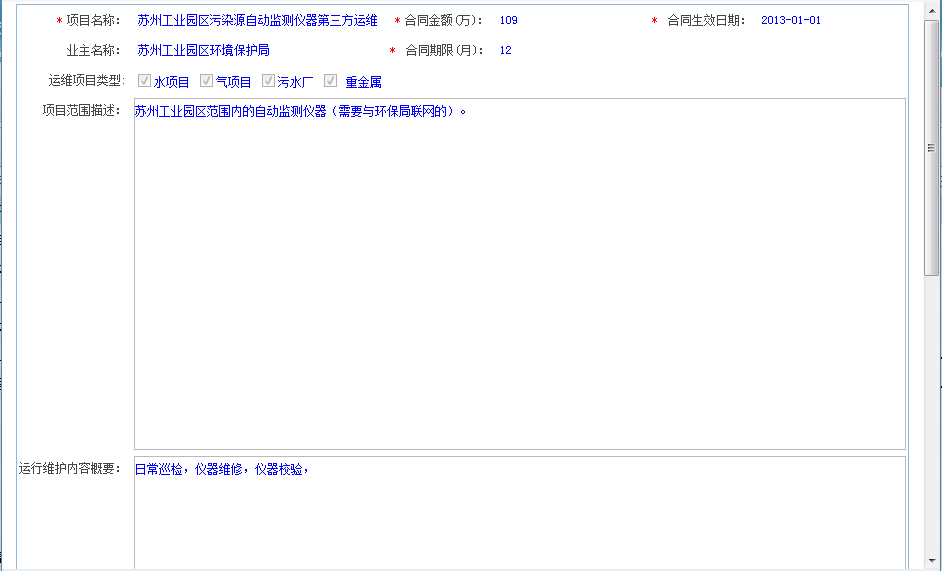 * 项目名称: 苏州工业园区污染源自动监测仪器第三方运维 * 合同金额(万): 109 * 合同生效日期: 2013-01-01
业主名称: 苏州工业园区环境保护局 * 合同期限(月): 12
运维项目类型: 水项目 气项目 污水厂 重金属
项目范围描述: 苏州工业园区范围内的自动监测仪器（需要与环保局联网的）。
运行维护内容概要: 日常巡检，仪器维修，仪器校验，